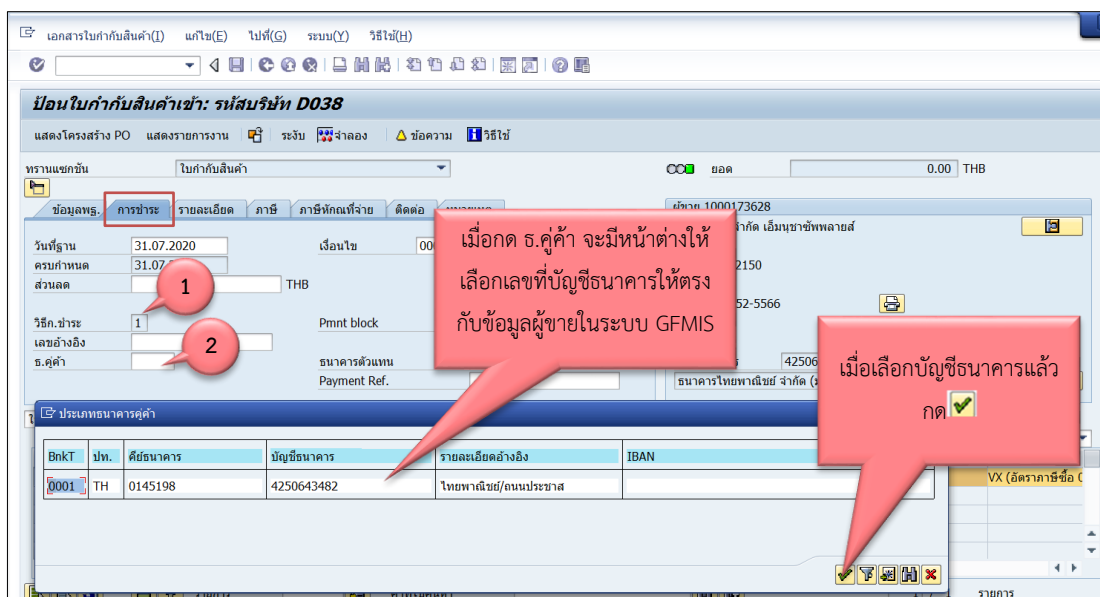 เอกสารใบกำกับสินค้า(I) แก้ไข(E) ไปที่(G) ระบบ(Y) วิธีใช้(H)
ป้อนใบกำกับสินค้าเข้า: รหัสบริษัท D038
แสดงโครงสร้าง PO แสดงรายการงาน ระงับ จำลอง ข้อความ วิธีใช้
ทรานแซกชัน ใบกำกับสินค้า ยอด 0.00 THB
ข้อมูลพฐ. การชำระ รายละเอียด ภาษี ภาษีหักณที่จ่าย ติดต่อ
ผู้ขาย 1000173628
จำกัด เอ็มนุชาซัพพลายส์
วันที่ฐาน 31.07.2020 เงื่อนไข
ครบกำหนด 31.07 2150
ส่วนลด THB
52-5566
วิธีก.ชำระ 1 Pmnt block
เลขอ้างอิง
ธ.คู่ค้า ธนาคารตัวแทน 42506
Payment Ref. ธนาคารไทยพาณิชย์ จำกัด
1
2
เมื่อกด ธ.คู่ค้า จะมีหน้าต่างให้
เลือกเลขที่บัญชีธนาคารให้ตรง
กับข้อมูลผู้ขายในระบบ GFMIS
เมื่อเลือกบัญชีธนาคารแล้ว
กด
ประเภทธนาคารคู่ค้า
BnkT ปท. คีย์ธนาคาร บัญชีธนาคาร รายละเอียดอ้างอิง IBAN
0001 TH 0145198 4250643482 ไทยพาณิชย์/ถนนประชาส
VX (อัตราภาษีซื้อ 0
รายการ